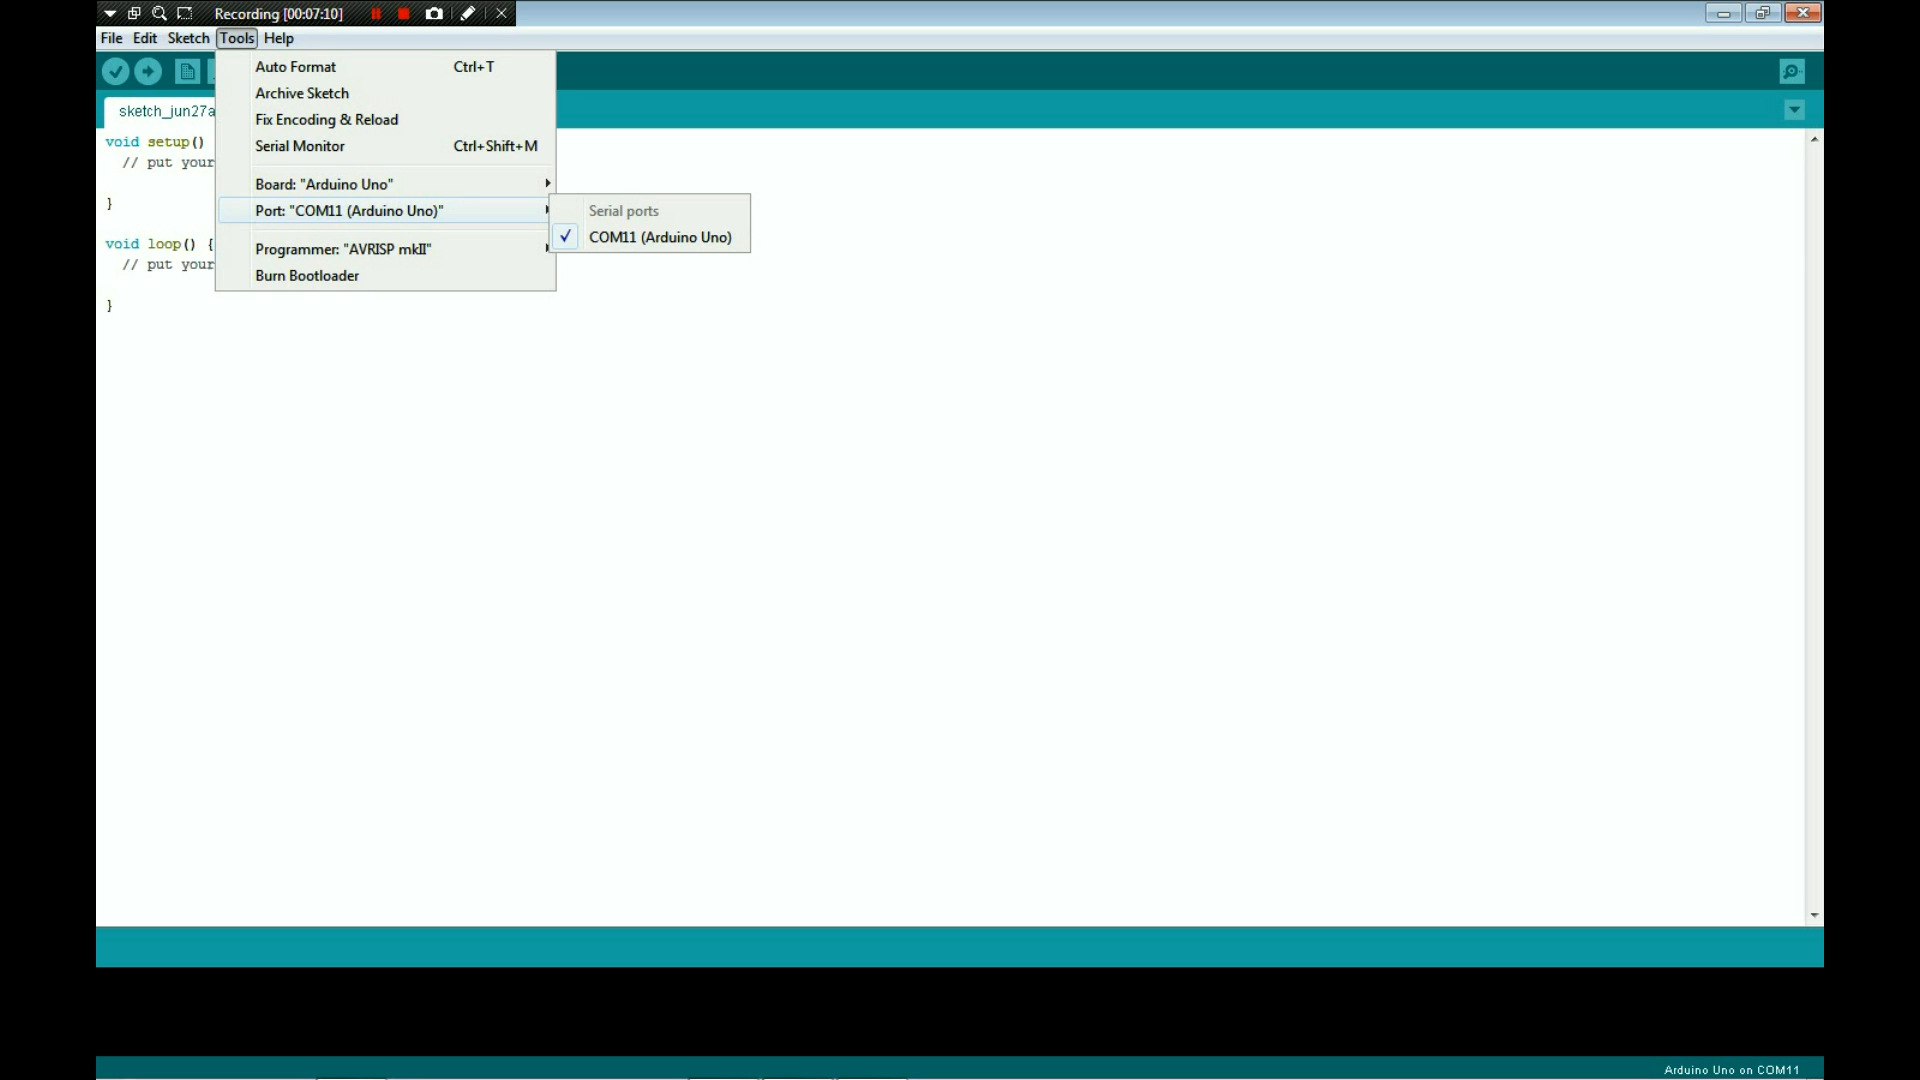 Recording [00:07:10]
File Edit Sketch Tools Help
Auto Format Ctrl+T
Archive Sketch
sketch_jun27a
Fix Encoding & Reload
void setup()
Serial Monitor Ctrl+Shift+M
// put your
Board: "Arduino Uno"
}
Port: "COM11 (Arduino Uno)"
Serial ports
COM11 (Arduino Uno)
void loop() {
Programmer: "AVRISP mkII"
// put your
Burn Bootloader
}
Arduino Uno on COM11